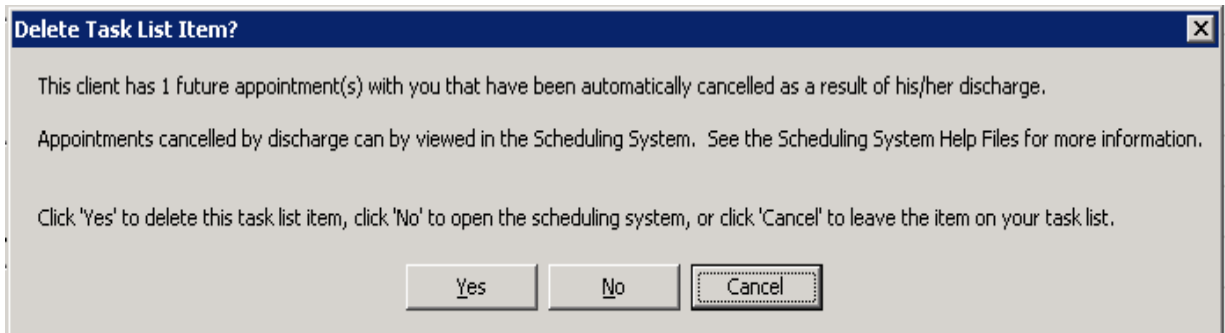 Delete Task List Item?
This client has 1 future appointment(s) with you that have been automatically cancelled as a result of his/her discharge.
Appointments cancelled by discharge can by viewed in the Scheduling System.  See the Scheduling System Help Files for more information.
Click 'Yes' to delete this task list item, click 'No' to open the scheduling system, or click 'Cancel' to leave the item on your task list.
Yes No Cancel